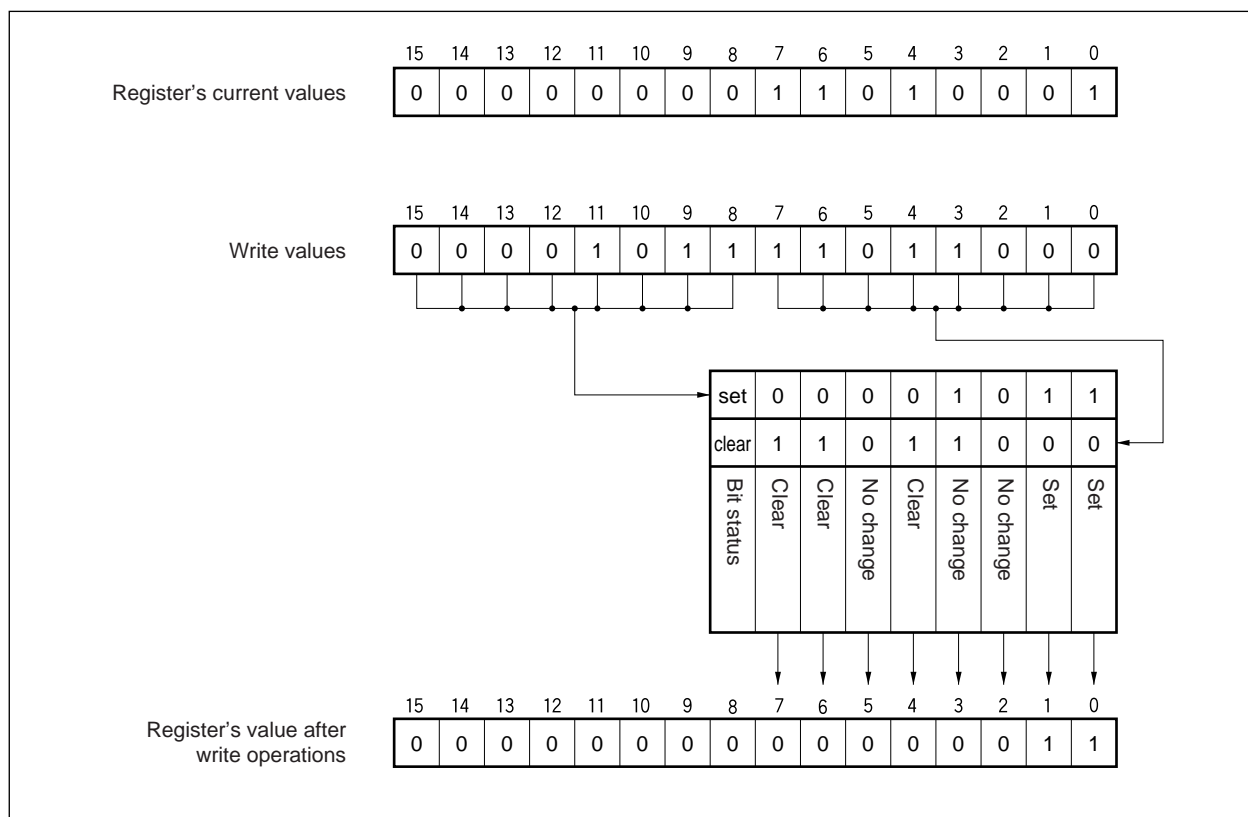 15 14 13 12 11 10 9 8 7 6 5 4 3 2 1 0
Register's current values 0 0 0 0 0 0 0 0 1 1 0 1 0 0 0 1
15 14 13 12 11 10 9 8 7 6 5 4 3 2 1 0
Write values 0 0 0 0 1 0 1 1 1 1 0 1 1 0 0 0
set 0 0 0 0 1 0 1 1
clear 1 1 0 1 1 0 0 0
Bit status Clear Clear No change Clear No change No change Set Set
15 14 13 12 11 10 9 8 7 6 5 4 3 2 1 0
Register's value after
write operations 0 0 0 0 0 0 0 0 0 0 0 0 0 0 1 1